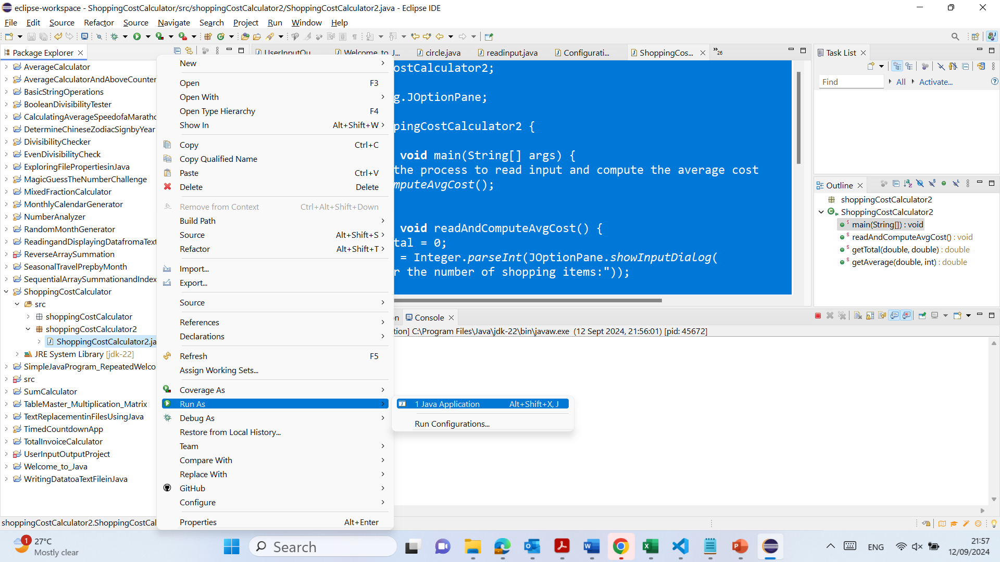 eclipse-workspace - ShoppingCostCalculator/src/shoppingCostCalculator2/ShoppingCostCalculator2.java - Eclipse IDE
File Edit Source Refactor Source Navigate Search Project Run Window Help
Package Explorer
AverageCalculator
AverageCalculatorAndAboveCounter
BasicStringOperations
BooleanDivisibilityTester
CalculatingAverageSpeedofaMaratho
DetermineChineseZodiacSignbyYear
DivisibilityChecker
EvenDivisibilityCheck
ExploringFilePropertiesinJava
MagicGuessTheNumberChallenge
MixedFractionCalculator
MonthlyCalendarGenerator
NumberAnalyzer
RandomMonthGenerator
ReadingandDisplayingDatafromaText
ReverseArraySummation
SeasonalTravelPrepbyMonth
SequentialArraySummationandIndex
ShoppingCostCalculator
src
shoppingCostCalculator
shoppingCostCalculator2
ShoppingCostCalculator2.ja
JRE System Library [jdk-22]
SimpleJavaProgram_RepeatedWelco
src
SumCalculator
TableMaster_Multiplication_Matrix
TextReplacementinFilesUsingJava
TimedCountdownApp
TotalInvoiceCalculator
UserInputOutputProject
Welcome_to_Java
WritingDatatoaTextFileinJava
New
Open F3
Open With
Open Type Hierarchy F4
Show In Alt+Shift+W
Copy Ctrl+C
Copy Qualified Name
Paste Ctrl+V
Delete Delete
Remove from Context Ctrl+Alt+Shift+Down
Build Path
Source Alt+Shift+S
Refactor Alt+Shift+T
Import...
Export...
Source
References
Declarations
Refresh F5
Assign Working Sets...
Coverage As
Run As
Debug As
Restore from Local History...
Team
Compare With
Replace With
GitHub
Configure
Properties Alt+Enter
1 Java Application Alt+Shift+X, J
Run Configurations...
UserInputOu... Welcome_to_J... circle.java readinput.java Configurati... ShoppingCos... 26
ostCalculator2;
g.JOptionPane;
pingCostCalculator2 {
void main(String[] args) {
the process to read input and compute the average cost
mputeAvgCost();
void readAndComputeAvgCost() {
tal = 0;
= Integer.parseInt(JOptionPane.showInputDialog(
r the number of shopping items:"));
on Console
tion] C:\Program Files\Java\jdk-22\bin\javaw.exe (12 Sept 2024, 21:56:01) [pid: 45672]
Task List
Find All Activate...
Outline
shoppingCostCalculator2
ShoppingCostCalculator2
main(String[]) : void
readAndComputeAvgCost() : void
getTotal(double, double) : double
getAverage(double, int) : double
shoppingCostCalculator2.ShoppingCostCal
1
27°C
Mostly clear
Search
ENG
21:57
12/09/2024